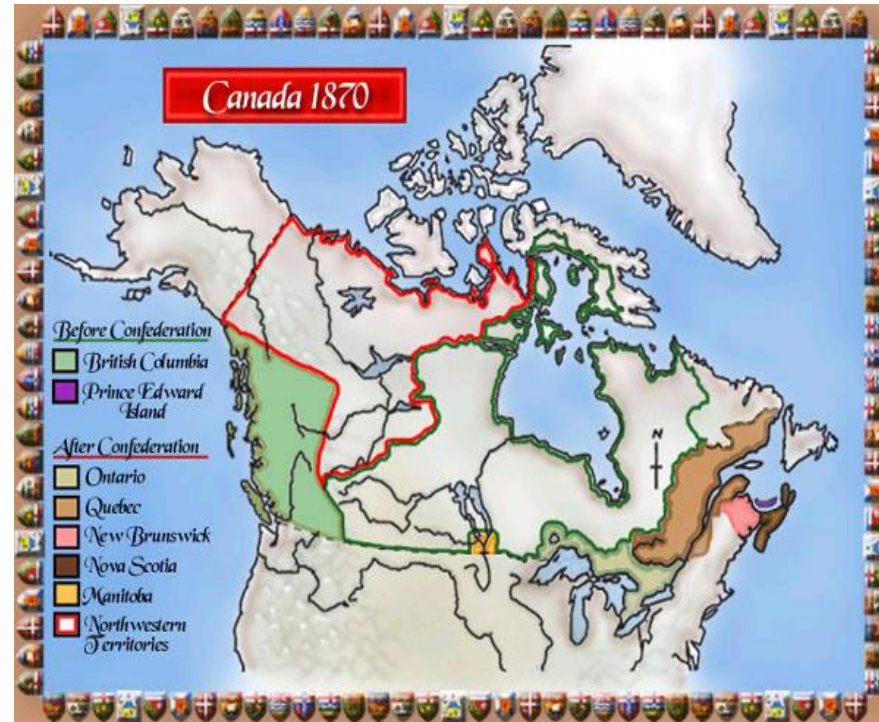 Canada 1870
Before Confederation
British Columbia
Prince Edward
Island
After Confederation
Ontario
Quebec
New Brunswick
Nova Scotia
Manitoba
Northwestern
Territories
N